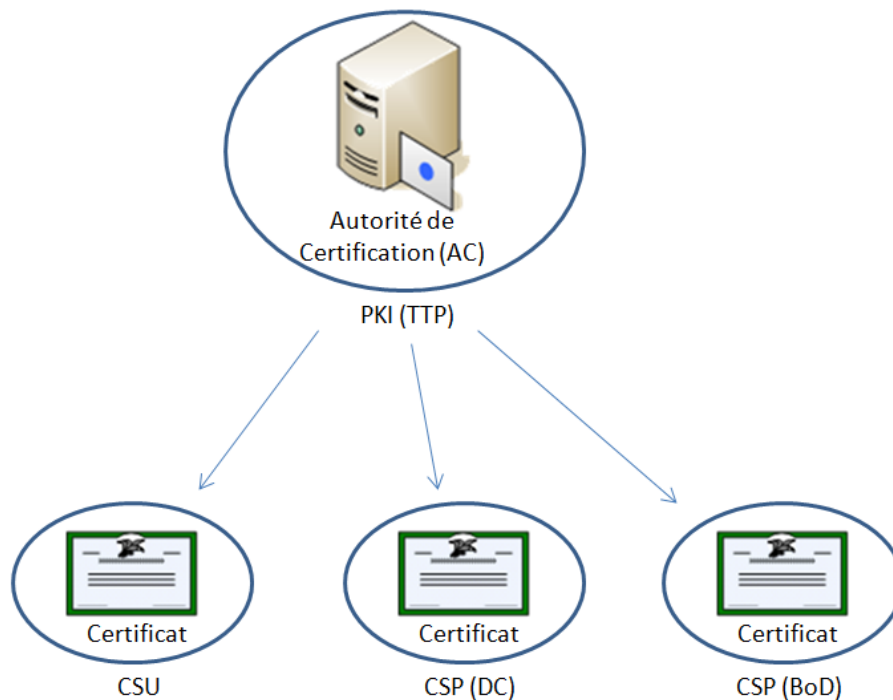 Autorité de
Certification (AC)
PKI (TTP)
Certificat
Certificat
Certificat
CSU
CSP (DC)
CSP (BoD)